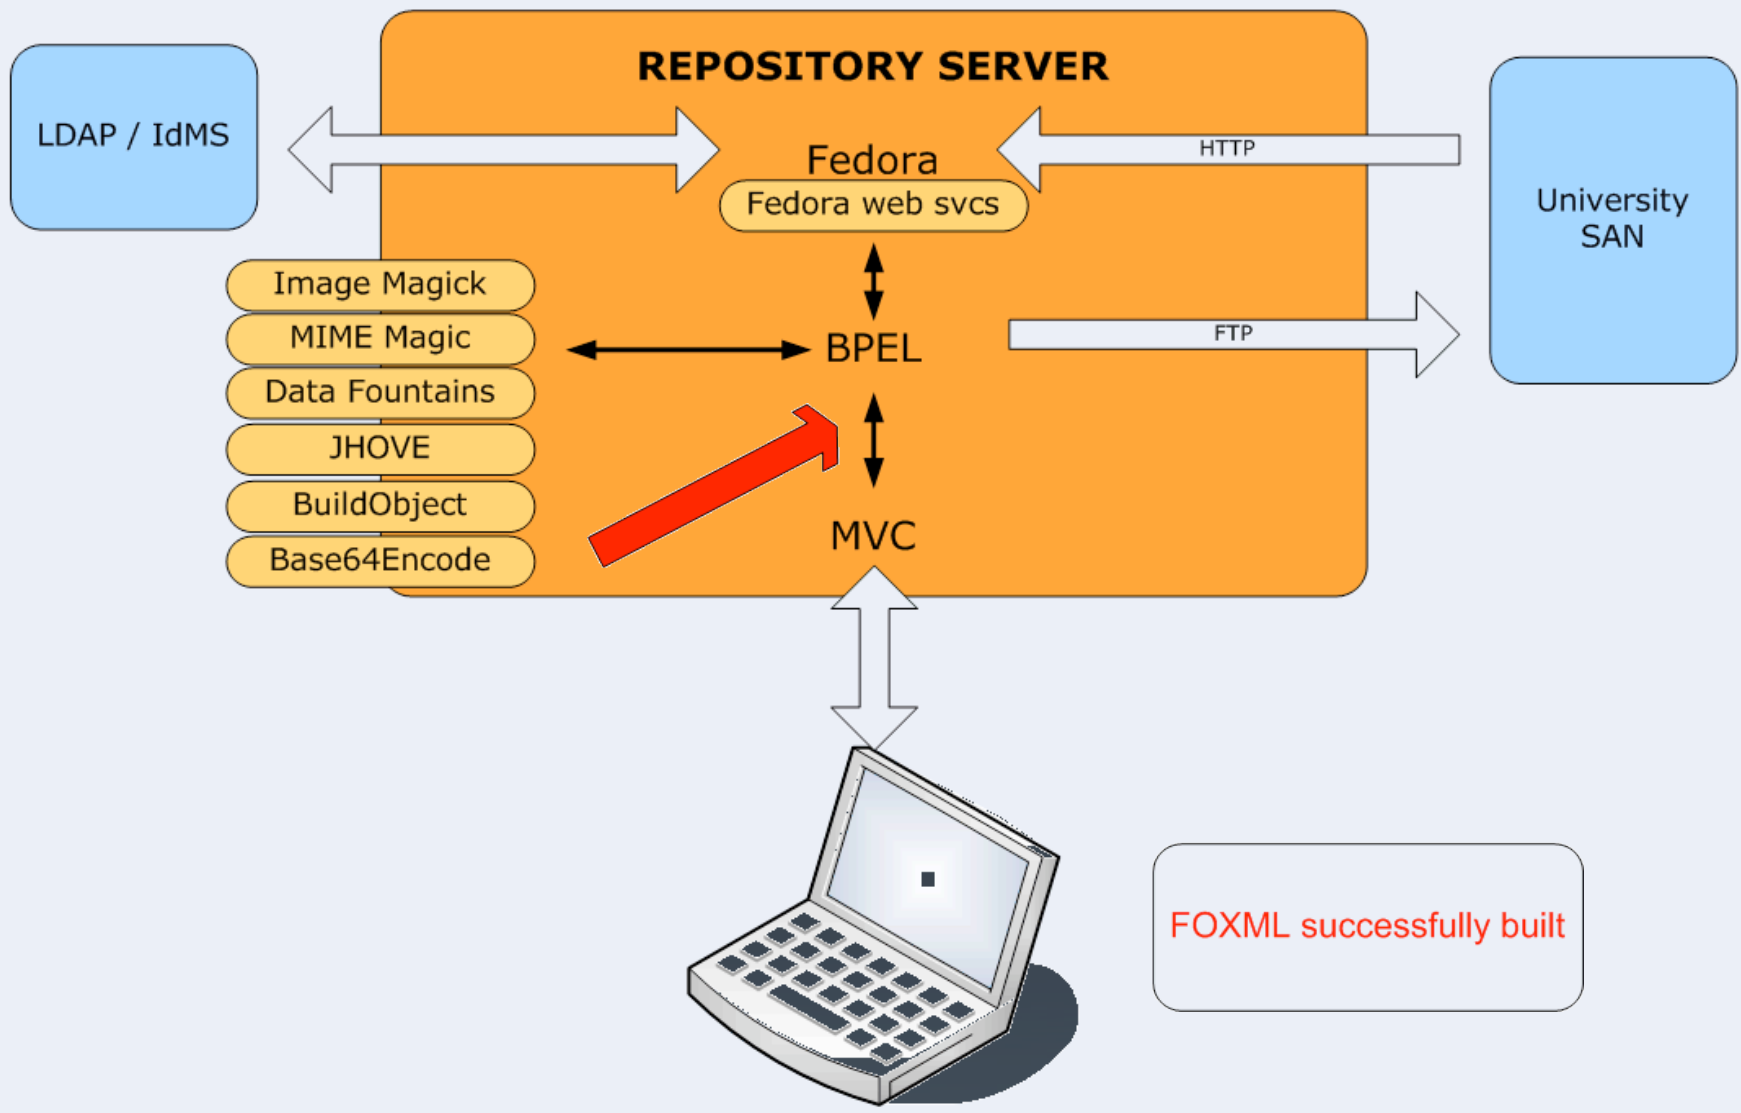 REPOSITORY SERVER
LDAP / IdMS
Fedora
HTTP
Fedora web svcs
University
SAN
Image Magick
MIME Magic
BPEL
FTP
Data Fountains
JHOVE
BuildObject
MVC
Base64Encode
FOXML successfully built